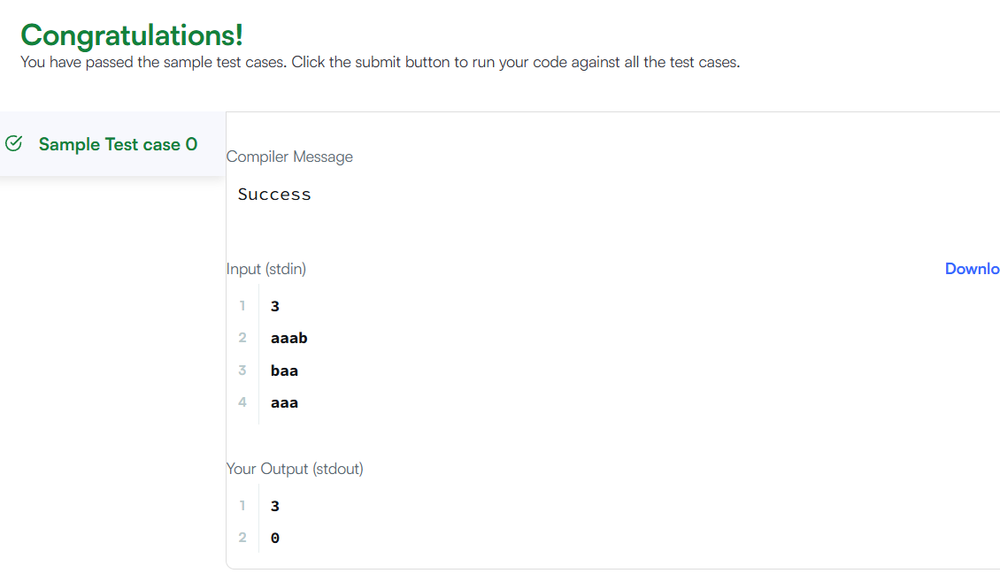 Congratulations!
You have passed the sample test cases. Click the submit button to run your code against all the test cases.
Sample Test case 0
Compiler Message
Success
Input (stdin)
Downlo
1 3
2 aaab
3 baa
4 aaa
Your Output (stdout)
1 3
2 0